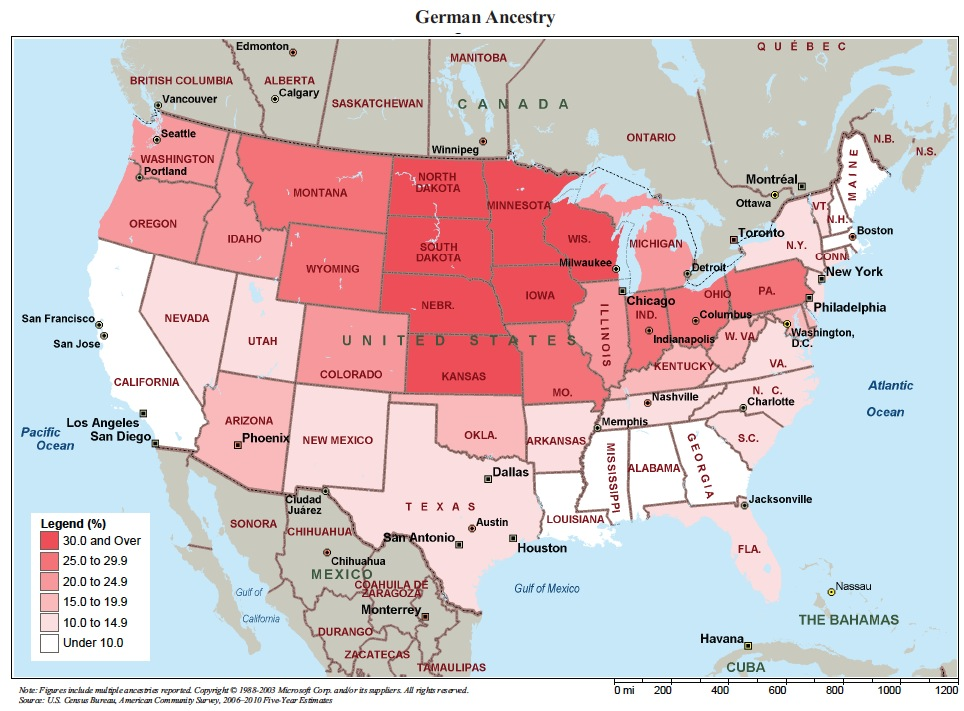 German Ancestry
Edmonton
MANITOBA
QUÉBEC
BRITISH COLUMBIA
ALBERTA
Calgary
Vancouver
SASKATCHEWAN
CANADA
ONTARIO
N.B.
N.S.
Seattle
Winnipeg
MAINE
WASHINGTON
Portland
MONTANA
NORTH
DAKOTA
MINNESOTA
Montréal
Ottawa
VT.
N.H.
OREGON
IDAHO
WIS.
MICHIGAN
Toronto
Boston
N.Y.
CONN.
SOUTH
DAKOTA
WYOMING
Milwaukee
Detroit
New York
NEBR.
IOWA
Chicago
OHIO
PA.
Philadelphia
San Francisco
San Jose
NEVADA
UTAH
UNITED STATES
ILLINOIS
IND.
Columbus
Indianapolis
W. VA.
Washington,
D.C.
COLORADO
KANSAS
MO.
KENTUCKY
VA.
CALIFORNIA
Atlantic
Ocean
Pacific
Ocean
Los Angeles
San Diego
ARIZONA
Phoenix
NEW MEXICO
OKLA.
ARKANSAS
Nashville
Memphis
N. C.
Charlotte
S.C.
MISSISSIPPI
ALABAMA
GEORGIA
Dallas
TEXAS
LOUISIANA
Jacksonville
Ciudad
Juárez
SONORA
CHIHUAHUA
Chihuahua
Austin
San Antonio
Houston
FLA.
Legend (%)
30.0 and Over
25.0 to 29.9
20.0 to 24.9
15.0 to 19.9
10.0 to 14.9
Under 10.0
MEXICO
COAHUILA DE
ZARAGOZA
Monterrey
Gulf of
California
Gulf of Mexico
Nassau
THE BAHAMAS
DURANGO
ZACATECAS
TAMAULIPAS
Havana
CUBA
Note: Figures include multiple ancestries reported. Copyright © 1988-2003 Microsoft Corp. and/or its suppliers. All rights reserved.
Source: U.S. Census Bureau, American Community Survey, 2006-2010 Five-Year Estimates
0 mi 200 400 600 800 1000 1200